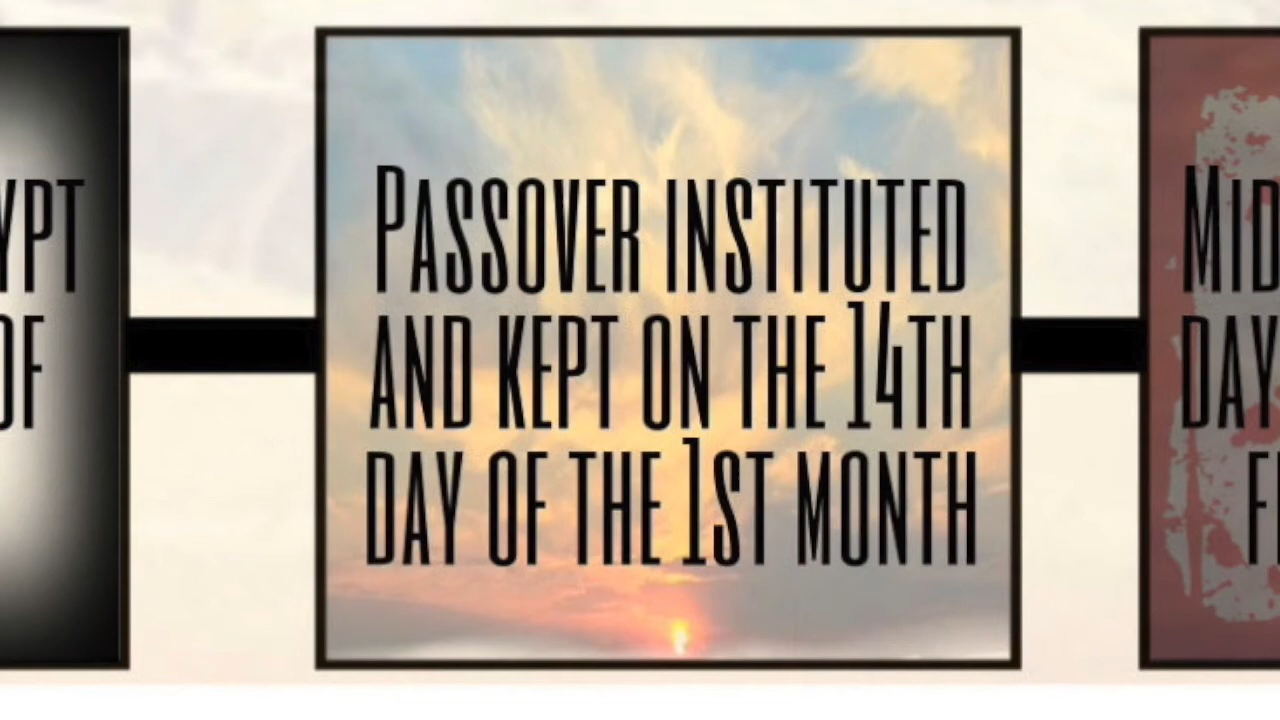 YPT
OF
PASSOVER INSTITUTED
AND KEPT ON THE 14TH
DAY OF THE 1ST MONTH
MID
DAY